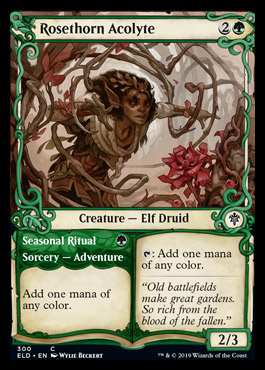 Rosethorn Acolyte 2
Creature — Elf Druid
Seasonal Ritual
Sorcery — Adventure
Add one mana of any color.
: Add one mana
of any color.
“Old battlefields
make great gardens.
So rich from the
blood of the fallen.”
2/3
300 C
ELD • EN WYLIE BECKERT
™ & © 2019 Wizards of the Coast